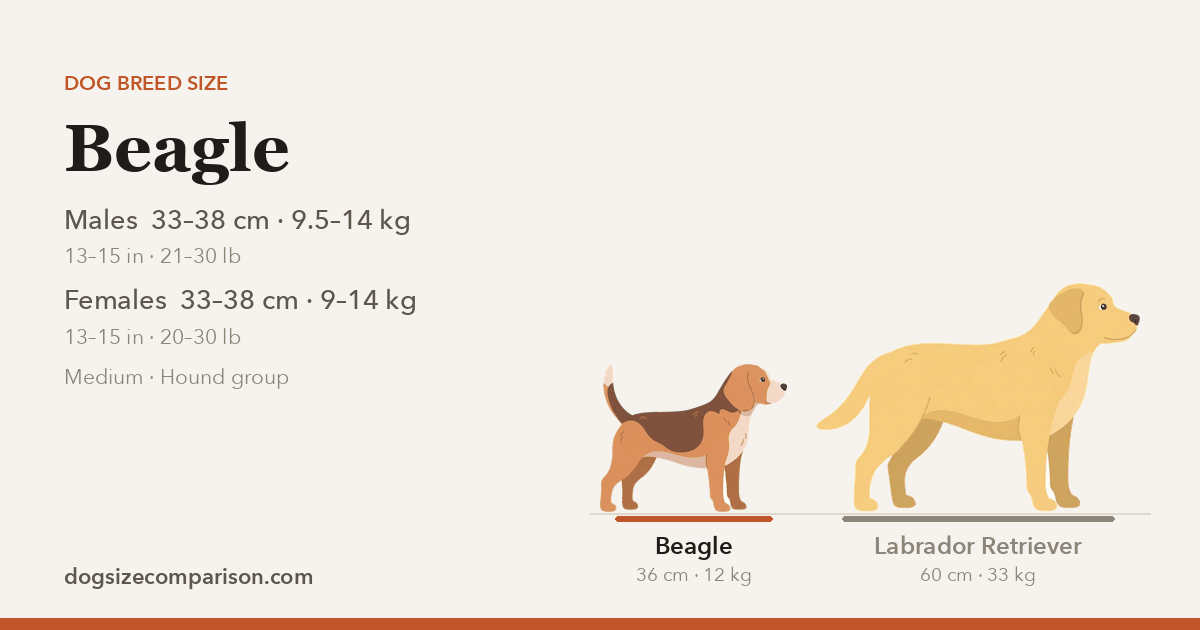 DOG BREED SIZE
Beagle
Males 33–38 cm · 9.5–14 kg
13–15 in · 21–30 lb
Females 33–38 cm · 9–14 kg
13–15 in · 20–30 lb
Medium · Hound group
Beagle
36 cm · 12 kg
Labrador Retriever
60 cm · 33 kg
dogsizecomparison.com